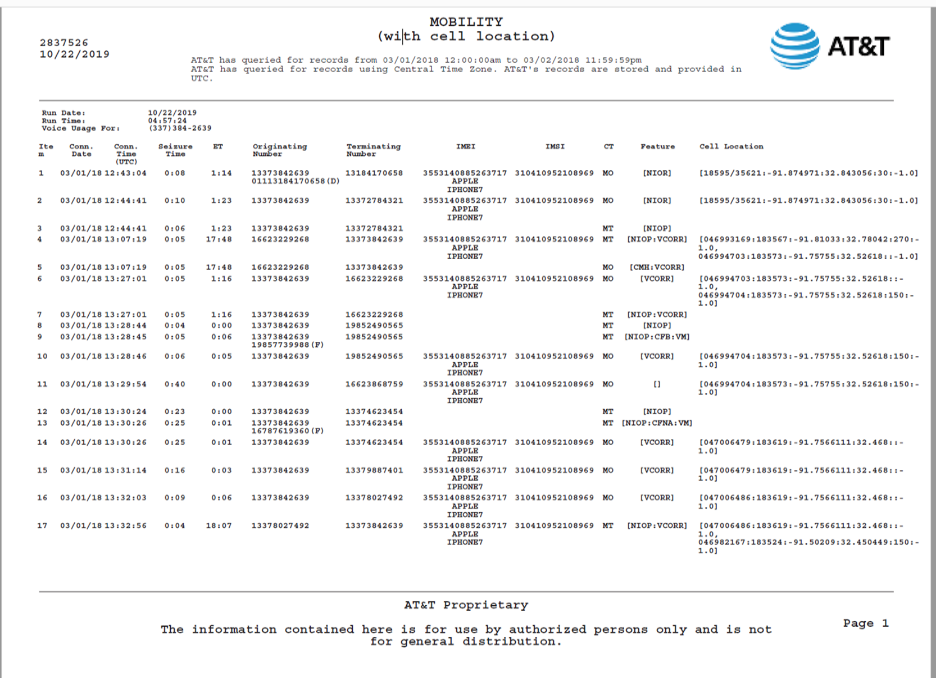 MOBILITY
(with cell location)
2837526
10/22/2019
AT&T
AT&T has queried for records from 03/01/2018 12:00:00am to 03/02/2018 11:59:59pm
AT&T has queried for records using Central Time Zone. AT&T's records are stored and provided in
UTC.
Run Date: 10/22/2019
Run Time: 04:57:24
Voice Usage For: (337)384-2639
Ite Conn. Conn. Seizure ET Originating Terminating IMEI IMSI CT Feature Cell Location
m Date Time Time Number Number
(UTC)
1 03/01/18 12:43:04 0:08 1:14 13373842639 13184170658 3553140885263717 310410952108969 MO [NIOR] [18595/35621:-91.874971:32.843056:30:-1.0]
01113184170658(D) APPLE
IPHONE7
2 03/01/18 12:44:41 0:10 1:23 13373842639 13372784321 3553140885263717 310410952108969 MO [NIOR] [18595/35621:-91.874971:32.843056:30:-1.0]
APPLE
IPHONE7
3 03/01/18 12:44:41 0:06 1:23 13373842639 13372784321 MT [NIOP]
4 03/01/18 13:07:19 0:05 17:48 16623229268 13373842639 3553140885263717 310410952108969 MT [NIOP:VCORR] [046993169:183567:-91.81033:32.78042:270:-
APPLE 1.0,
IPHONE7 046994703:183573:-91.75755:32.52618::-1.0]
5 03/01/18 13:07:19 0:05 17:48 16623229268 13373842639 MO [CMH:VCORR]
6 03/01/18 13:27:01 0:05 1:16 13373842639 16623229268 3553140885263717 310410952108969 MO [VCORR] [046994703:183573:-91.75755:32.52618::-
APPLE 1.0,
IPHONE7 046994704:183573:-91.75755:32.52618:150:-
1.0]
7 03/01/18 13:27:01 0:05 1:16 13373842639 16623229268 MT [NIOP:VCORR]
8 03/01/18 13:28:44 0:04 0:00 13373842639 19852490565 MT [NIOP]
9 03/01/18 13:28:45 0:05 0:06 13373842639 19852490565 MT [NIOP:CFB:VM]
19857739988(F)
10 03/01/18 13:28:46 0:06 0:05 13373842639 19852490565 3553140885263717 310410952108969 MO [VCORR] [046994704:183573:-91.75755:32.52618:150:-
APPLE 1.0]
IPHONE7
11 03/01/18 13:29:54 0:40 0:00 13373842639 16623868759 3553140885263717 310410952108969 MO [] [046994704:183573:-91.75755:32.52618:150:-
APPLE 1.0]
IPHONE7
12 03/01/18 13:30:24 0:23 0:00 13373842639 13374623454 MT [NIOP]
13 03/01/18 13:30:26 0:25 0:01 13373842639 13374623454 MT [NIOP:CFNA:VM]
16787619360(F)
14 03/01/18 13:30:26 0:25 0:01 13373842639 13374623454 3553140885263717 310410952108969 MO [VCORR] [047006479:183619:-91.7566111:32.468::-
APPLE 1.0]
IPHONE7
15 03/01/18 13:31:14 0:16 0:03 13373842639 13379887401 3553140885263717 310410952108969 MO [VCORR] [047006479:183619:-91.7566111:32.468::-
APPLE 1.0]
IPHONE7
16 03/01/18 13:32:03 0:09 0:06 13373842639 13378027492 3553140885263717 310410952108969 MO [VCORR] [047006486:183619:-91.7566111:32.468::-
APPLE 1.0]
IPHONE7
17 03/01/18 13:32:56 0:04 18:07 13378027492 13373842639 3553140885263717 310410952108969 MT [NIOP:VCORR] [047006486:183619:-91.7566111:32.468::-
APPLE 1.0,
IPHONE7 046982167:183524:-91.50209:32.450449:150:-
1.0]
AT&T Proprietary
The information contained here is for use by authorized persons only and is not
for general distribution.
Page 1